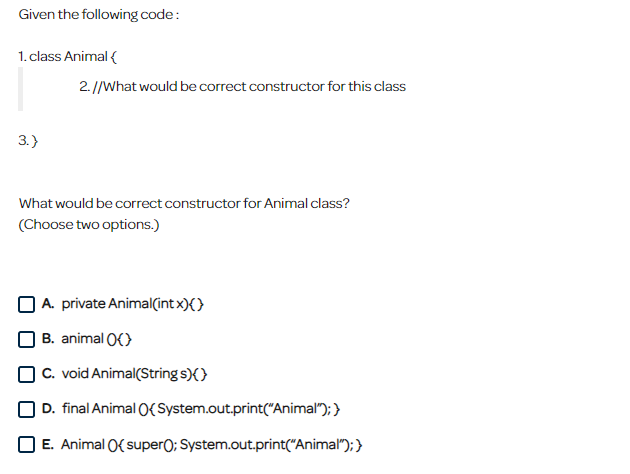 Given the following code :
1. class Animal {
2. //What would be correct constructor for this class
3. }
What would be correct constructor for Animal class?
(Choose two options.)
A. private Animal(int x){ }
B. animal (){}
C. void Animal(String s){ }
D. final Animal (){ System.out.print(“Animal”); }
E. Animal (){ super(); System.out.print(“Animal”); }